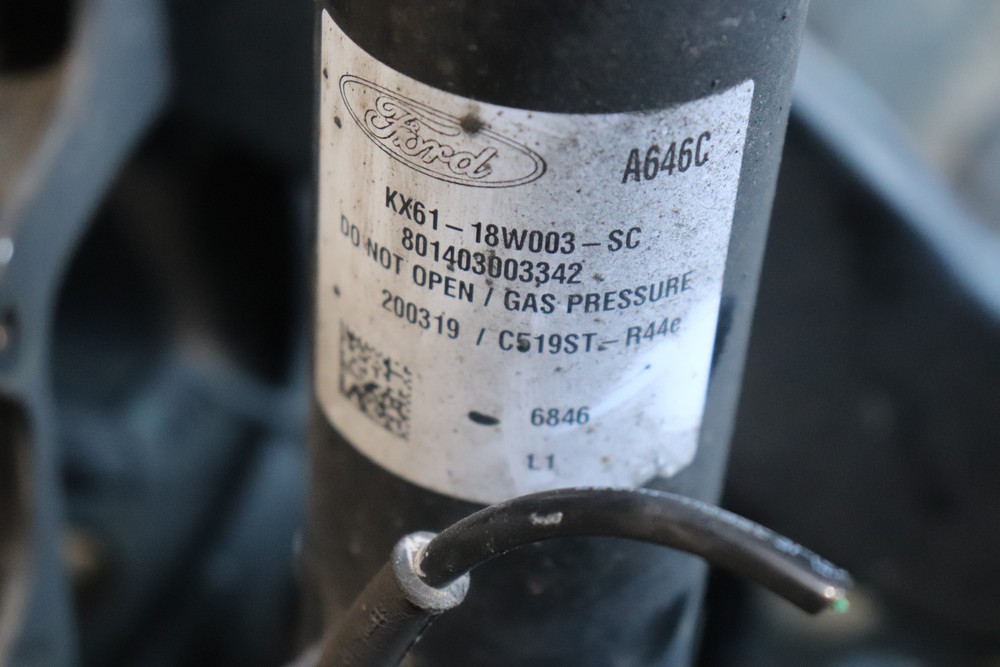 Ford
A646C
KX61-18W003-SC
801403003342
DO NOT OPEN / GAS PRESSURE
200319 / C519ST-R44e
6846
L1